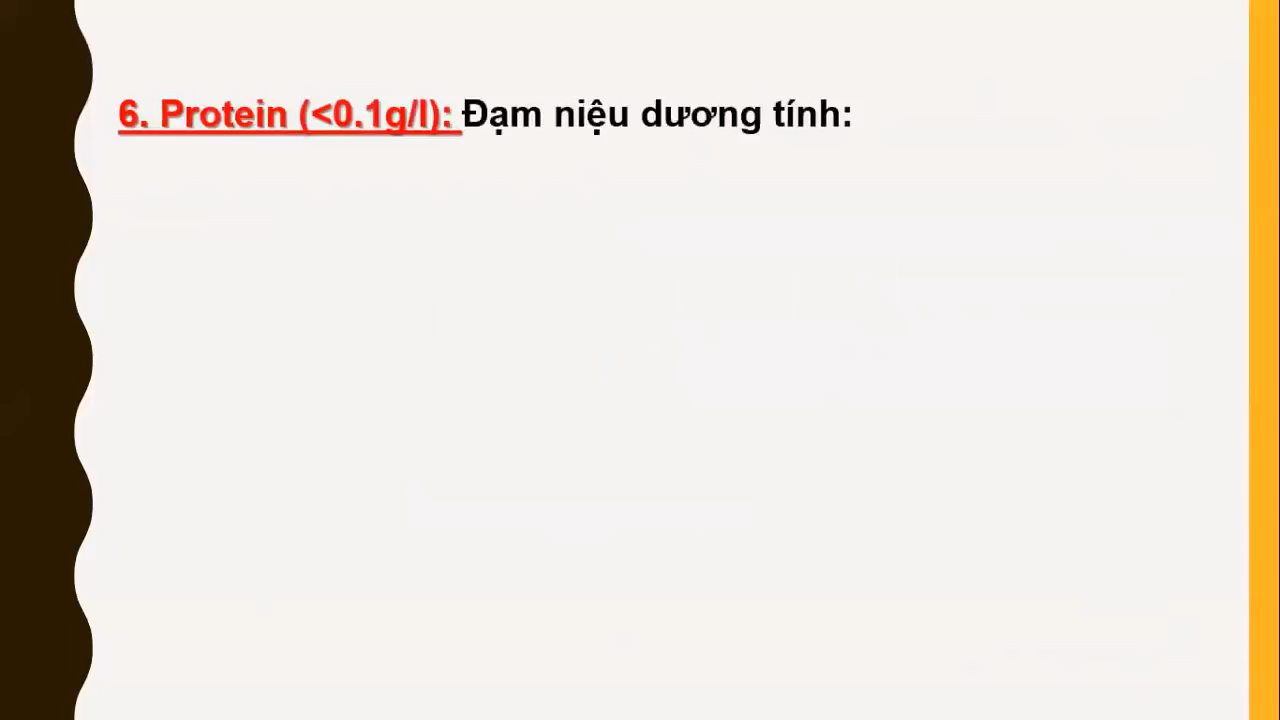 6. Protein (<0.1g/l): Đạm niệu dương tính: